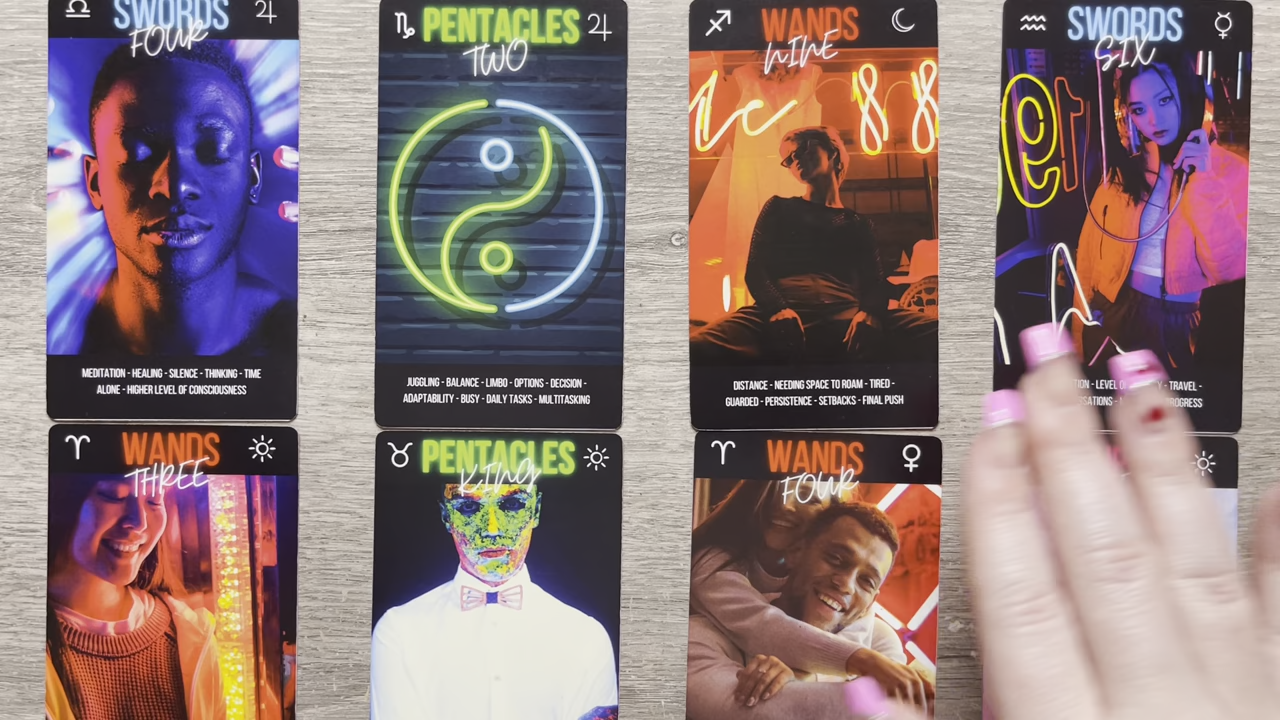 SWORDS
FOUR
MEDITATION - HEALING - SILENCE - THINKING - TIME
ALONE - HIGHER LEVEL OF CONSCIOUSNESS
PENTACLES
TWO
JUGGLING - BALANCE - LIMBO - OPTIONS - DECISION -
ADAPTABILITY - BUSY - DAILY TASKS - MULTITASKING
WANDS
NINE
88
DISTANCE - NEEDING SPACE TO ROAM - TIRED -
GUARDED - PERSISTENCE - SETBACKS - FINAL PUSH
SWORDS
SIX
TRAVEL -
PROGRESS
WANDS
THREE
PENTACLES
KING
WANDS
FOUR